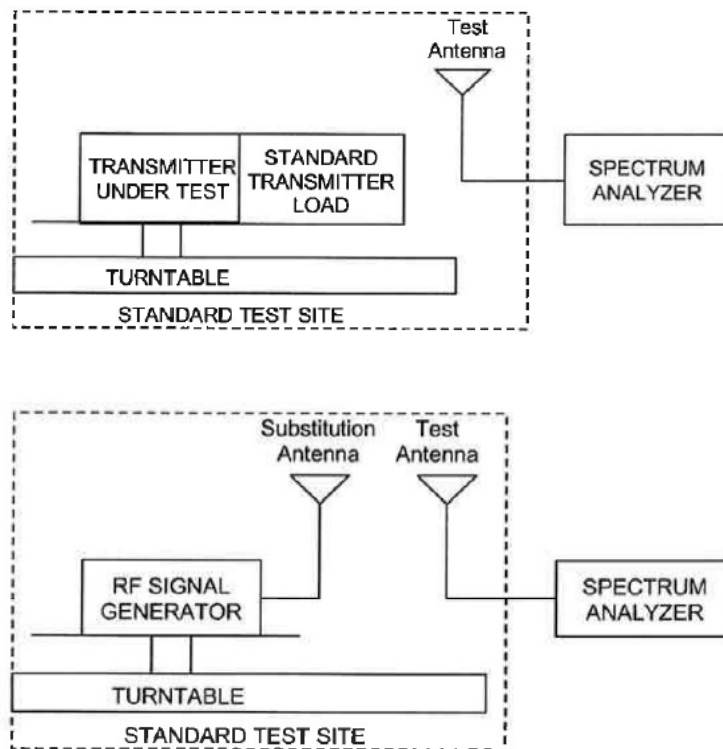 Test
Antenna
TRANSMITTER
UNDER TEST
STANDARD
TRANSMITTER
LOAD
SPECTRUM
ANALYZER
TURNTABLE
STANDARD TEST SITE
Substitution
Antenna
Test
Antenna
RF SIGNAL
GENERATOR
SPECTRUM
ANALYZER
TURNTABLE
STANDARD TEST SITE